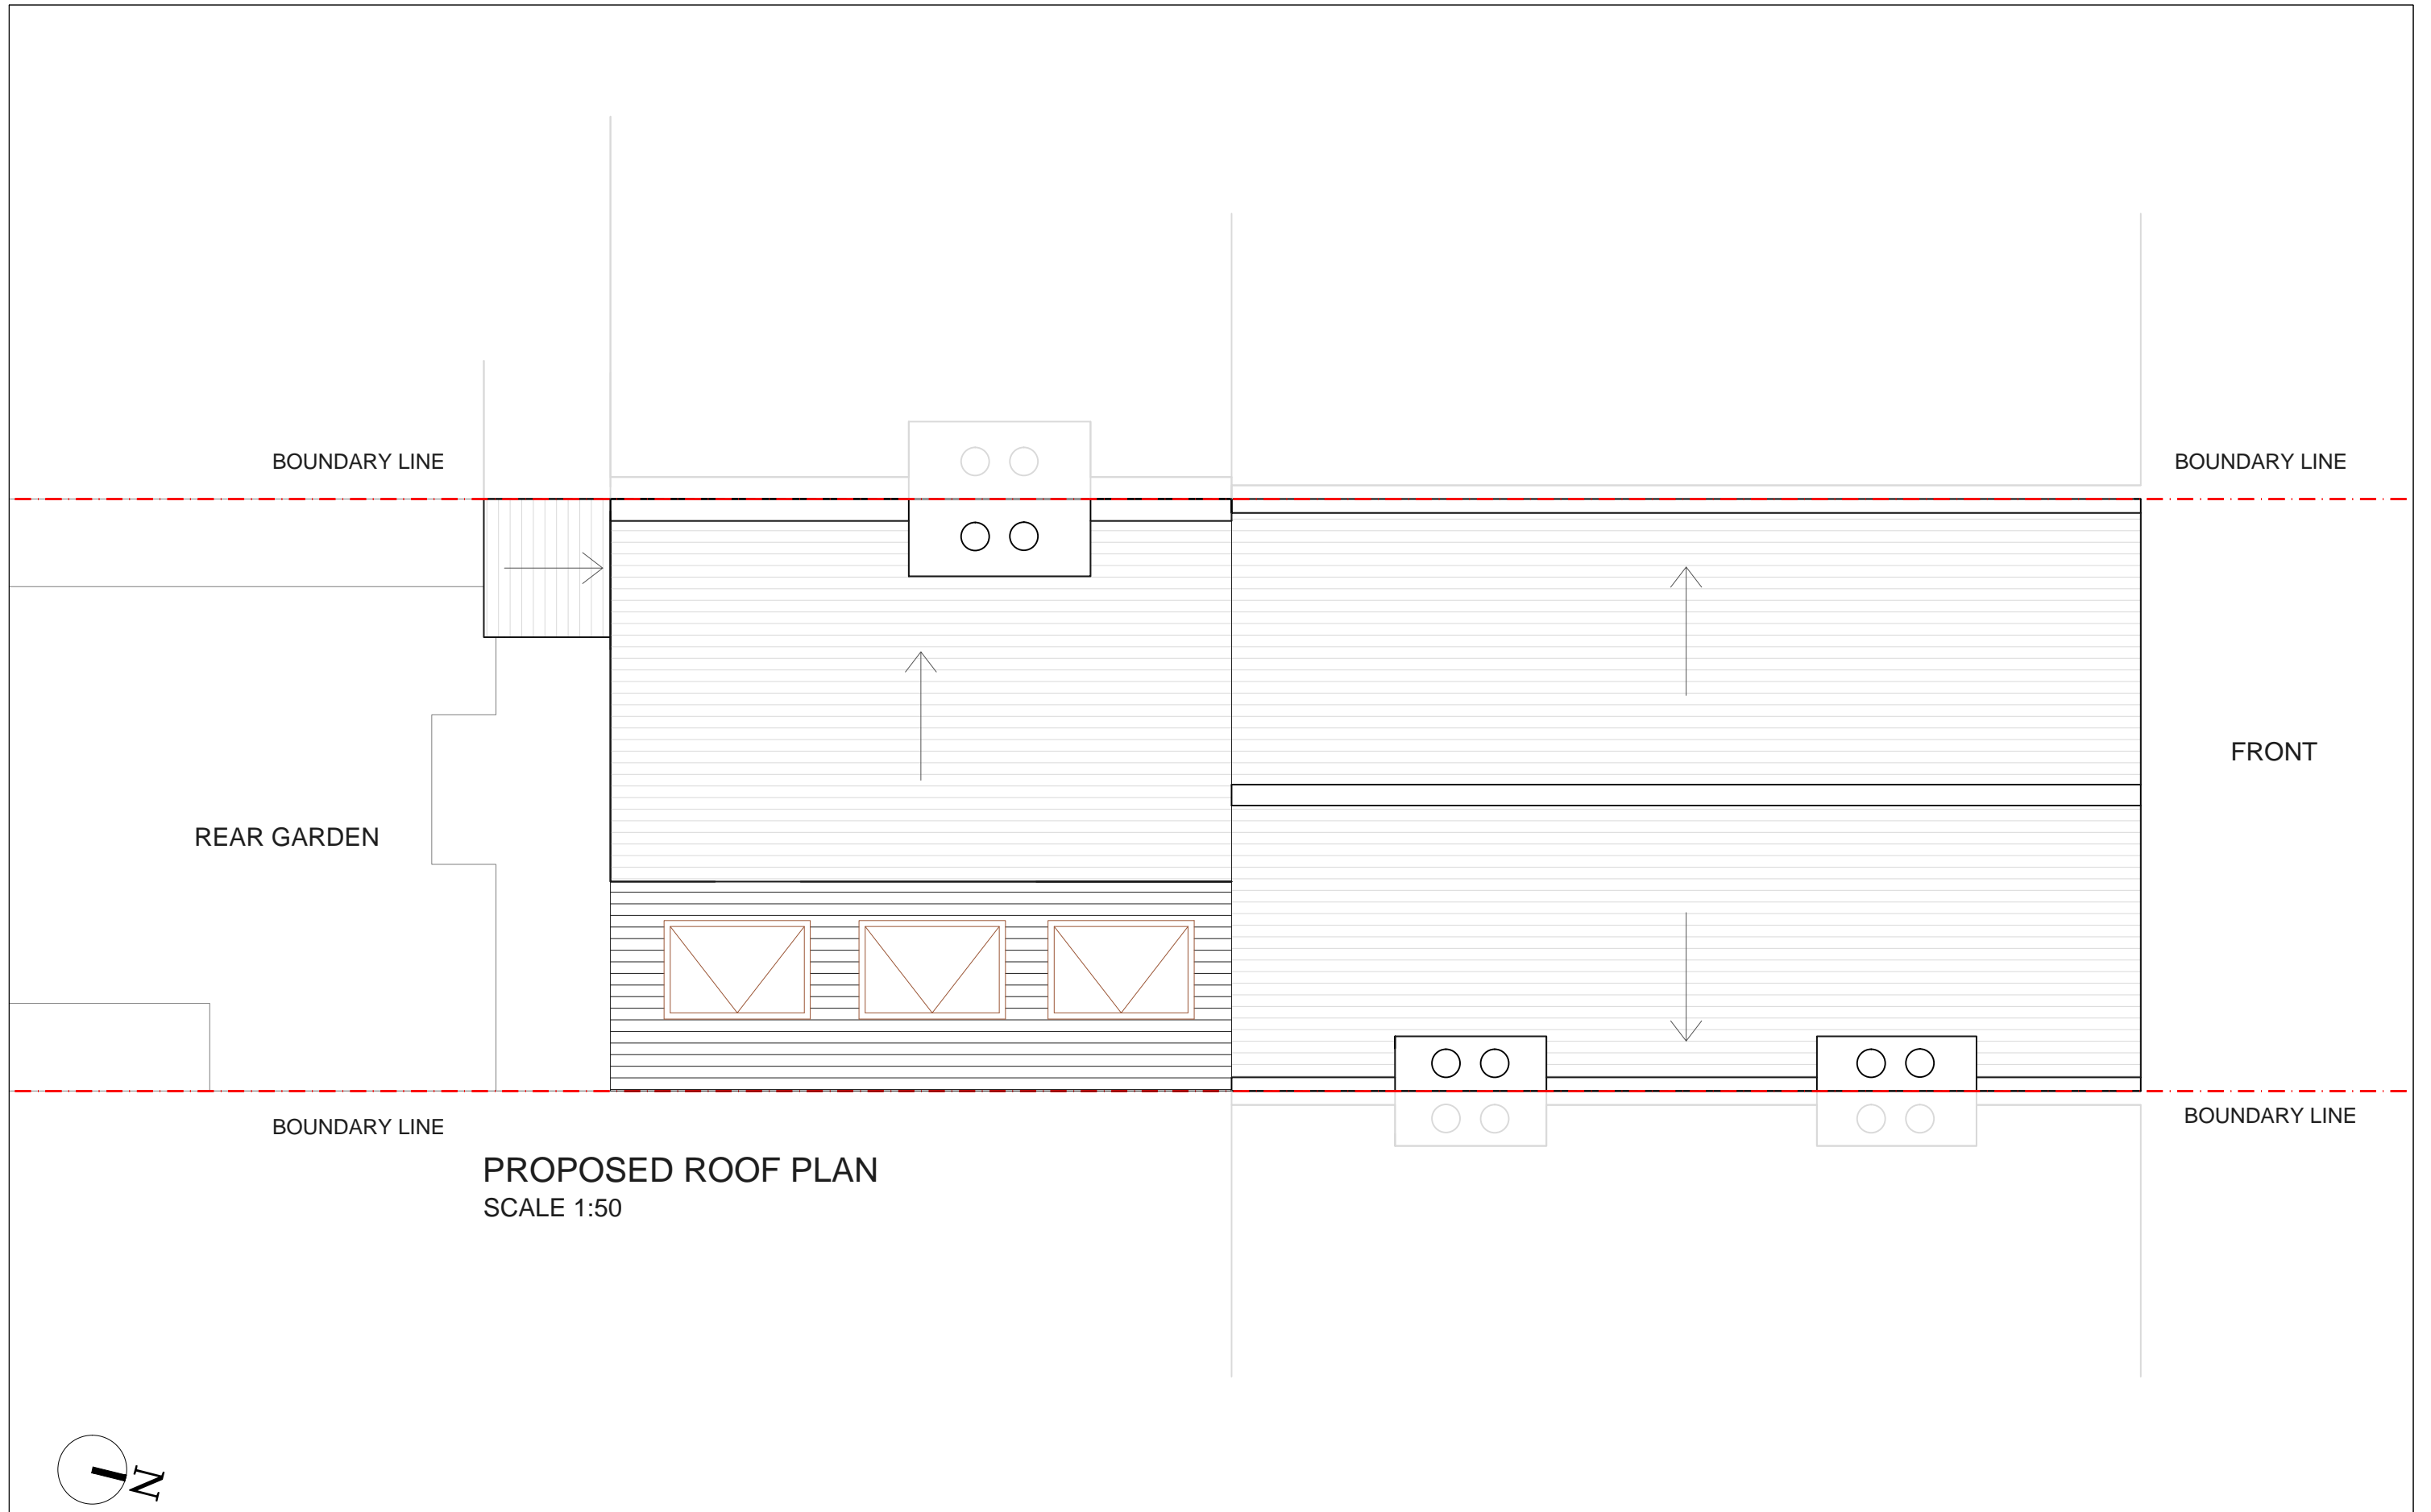 BOUNDARY LINE
BOUNDARY LINE
FRONT
REAR GARDEN
BOUNDARY LINE
BOUNDARY LINE
PROPOSED ROOF PLAN
SCALE 1:50
N